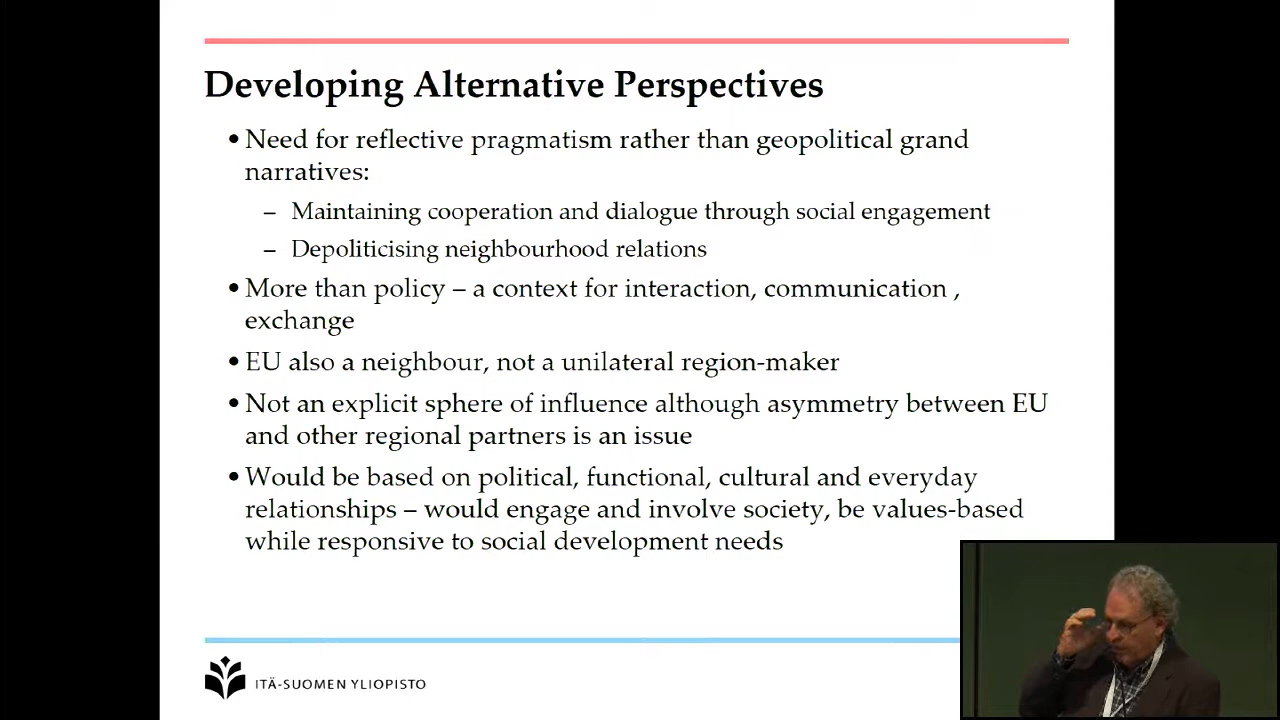 Developing Alternative Perspectives
• Need for reflective pragmatism rather than geopolitical grand
narratives:
– Maintaining cooperation and dialogue through social engagement
– Depoliticising neighbourhood relations
• More than policy – a context for interaction, communication ,
exchange
• EU also a neighbour, not a unilateral region-maker
• Not an explicit sphere of influence although asymmetry between EU
and other regional partners is an issue
• Would be based on political, functional, cultural and everyday
relationships – would engage and involve society, be values-based
while responsive to social development needs
ITÄ-SUOMEN YLIOPISTO